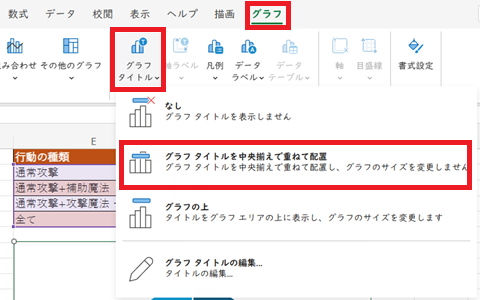 数式 データ 校閲 表示 ヘルプ 描画 グラフ
み合わせ その他のグラフ グラフ タイトル 軸ラベル 凡例 データ ラベル データ テーブル 軸 目盛線 書式設定
E
行動の種類
通常攻撃
通常攻撃+補助魔法
通常攻撃+攻撃魔法
全て
なし
グラフ タイトルを表示しません
グラフ タイトルを中央揃えで重ねて配置
グラフ タイトルを中央揃えで重ねて配置し、グラフのサイズを変更しません
グラフの上
タイトルをグラフ エリアの上に表示し、グラフのサイズを変更します
グラフ タイトルの編集...
タイトルの編集...